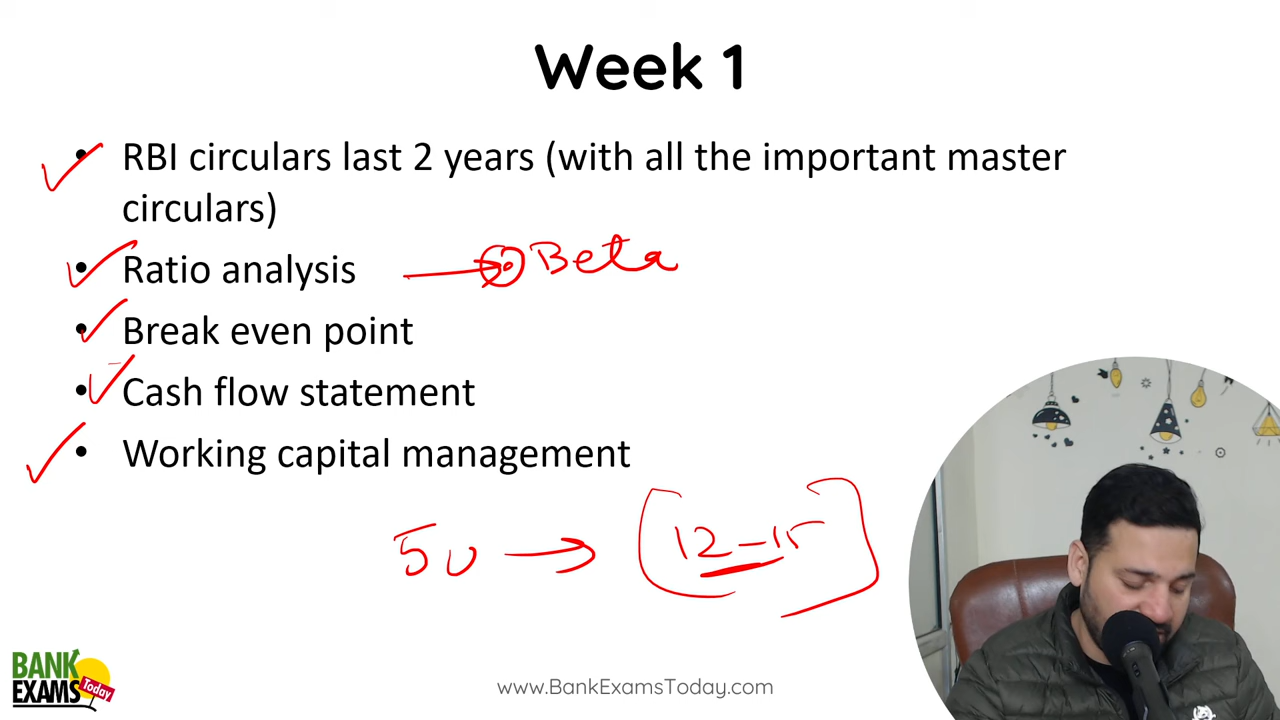 Week 1
• RBI circulars last 2 years (with all the important master
circulars)
• Ratio analysis → Beta
• Break even point
• Cash flow statement
• Working capital management
50 → [12-15]
BANK
EXAMS
Today
www.BankExamsToday.com